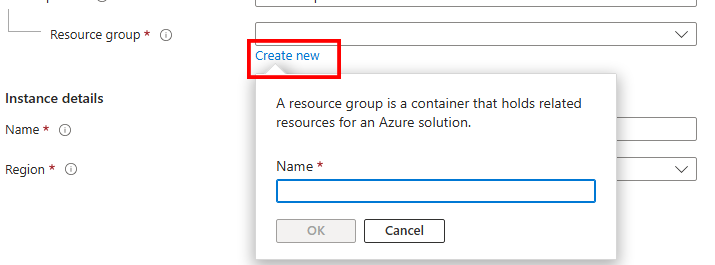 Resource group *
Create new
A resource group is a container that holds related
resources for an Azure solution.
Name *
OK
Cancel
Instance details
Name *
Region *